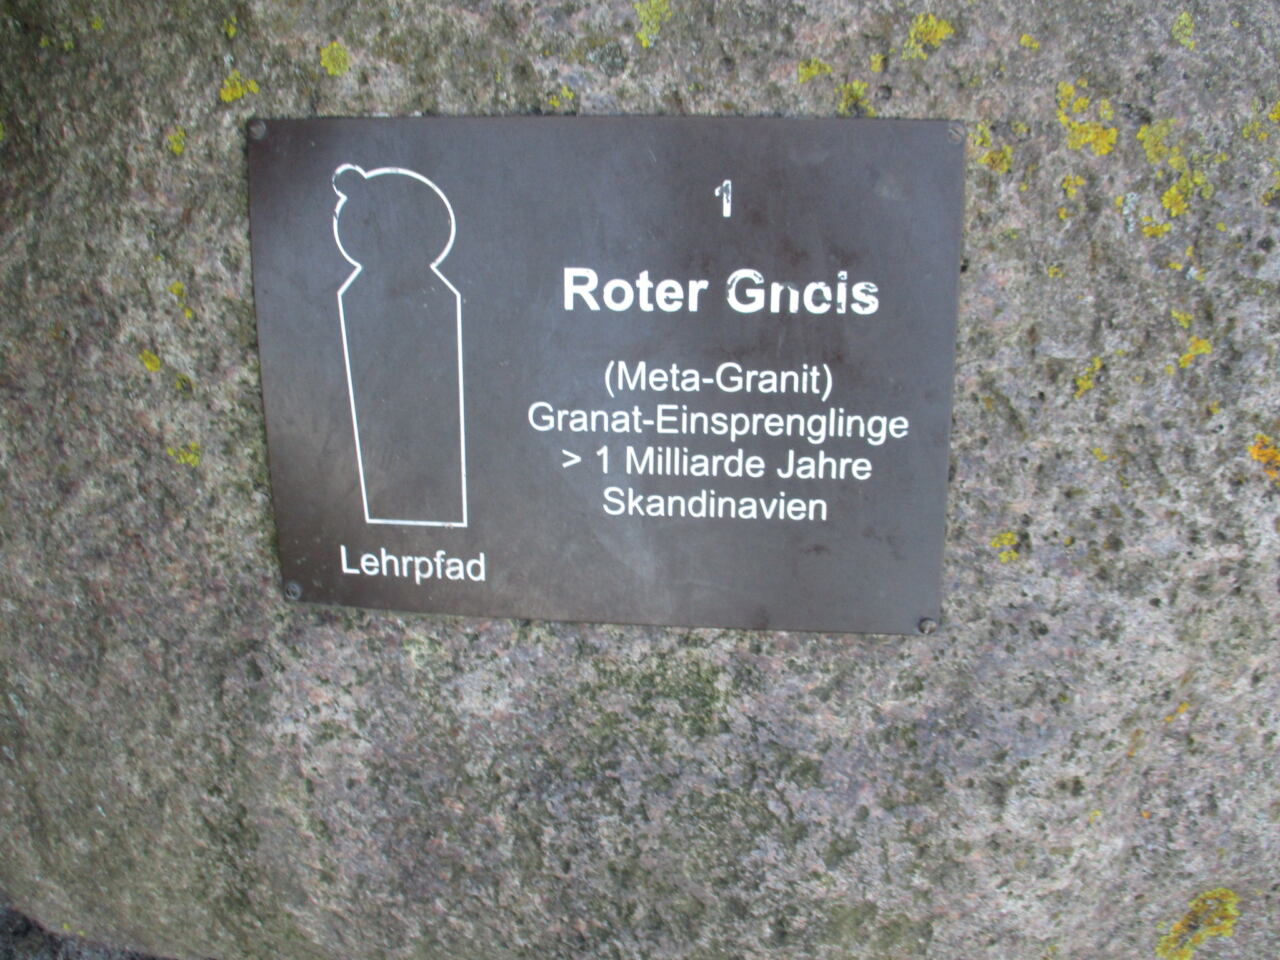 1
Roter Gneis
(Meta-Granit)
Granat-Einsprenglinge
> 1 Milliarde Jahre
Skandinavien
Lehrpfad